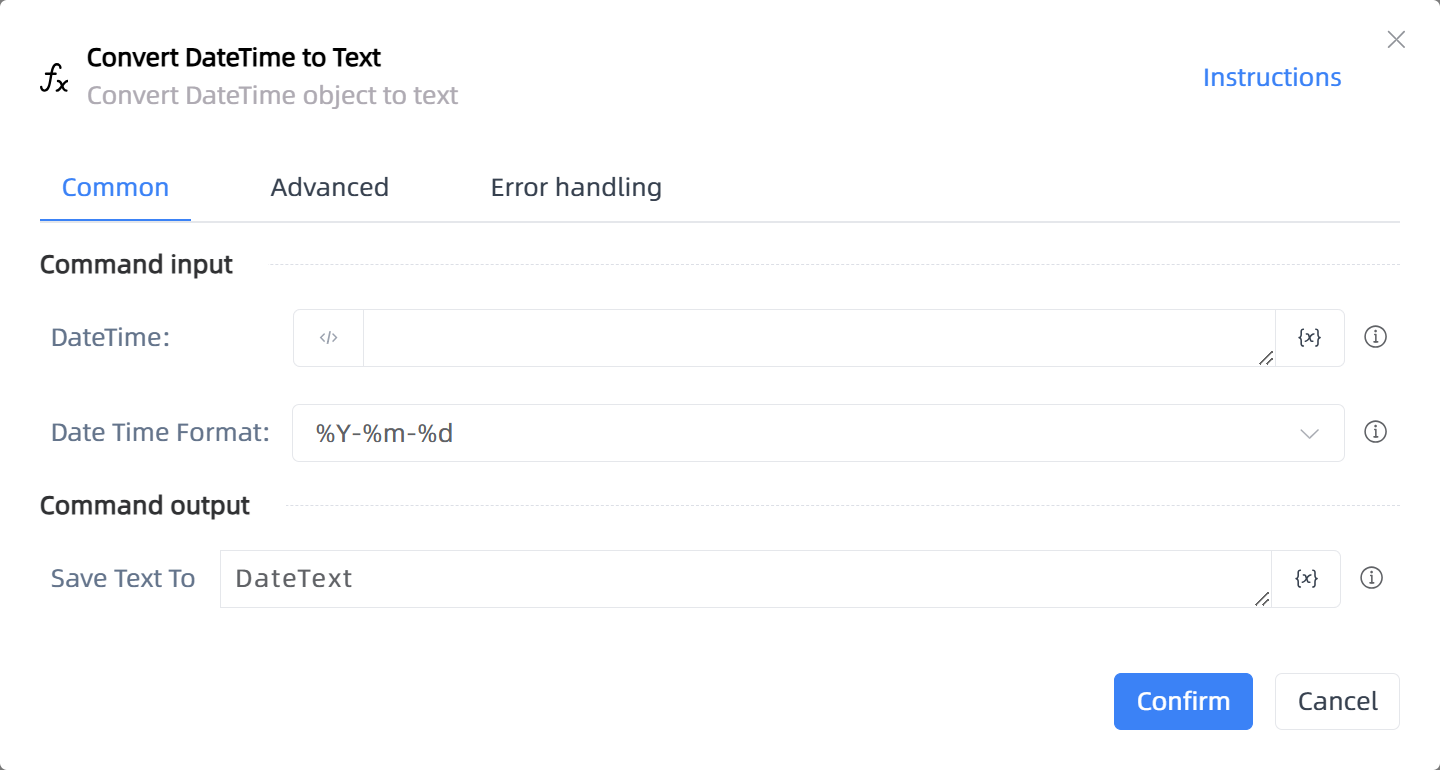 Convert DateTime to Text
Convert DateTime object to text
Instructions
Common Advanced Error handling
Command input
DateTime: </> {x}
Date Time Format: %Y-%m-%d
Command output
Save Text To DateText {x}
Confirm Cancel